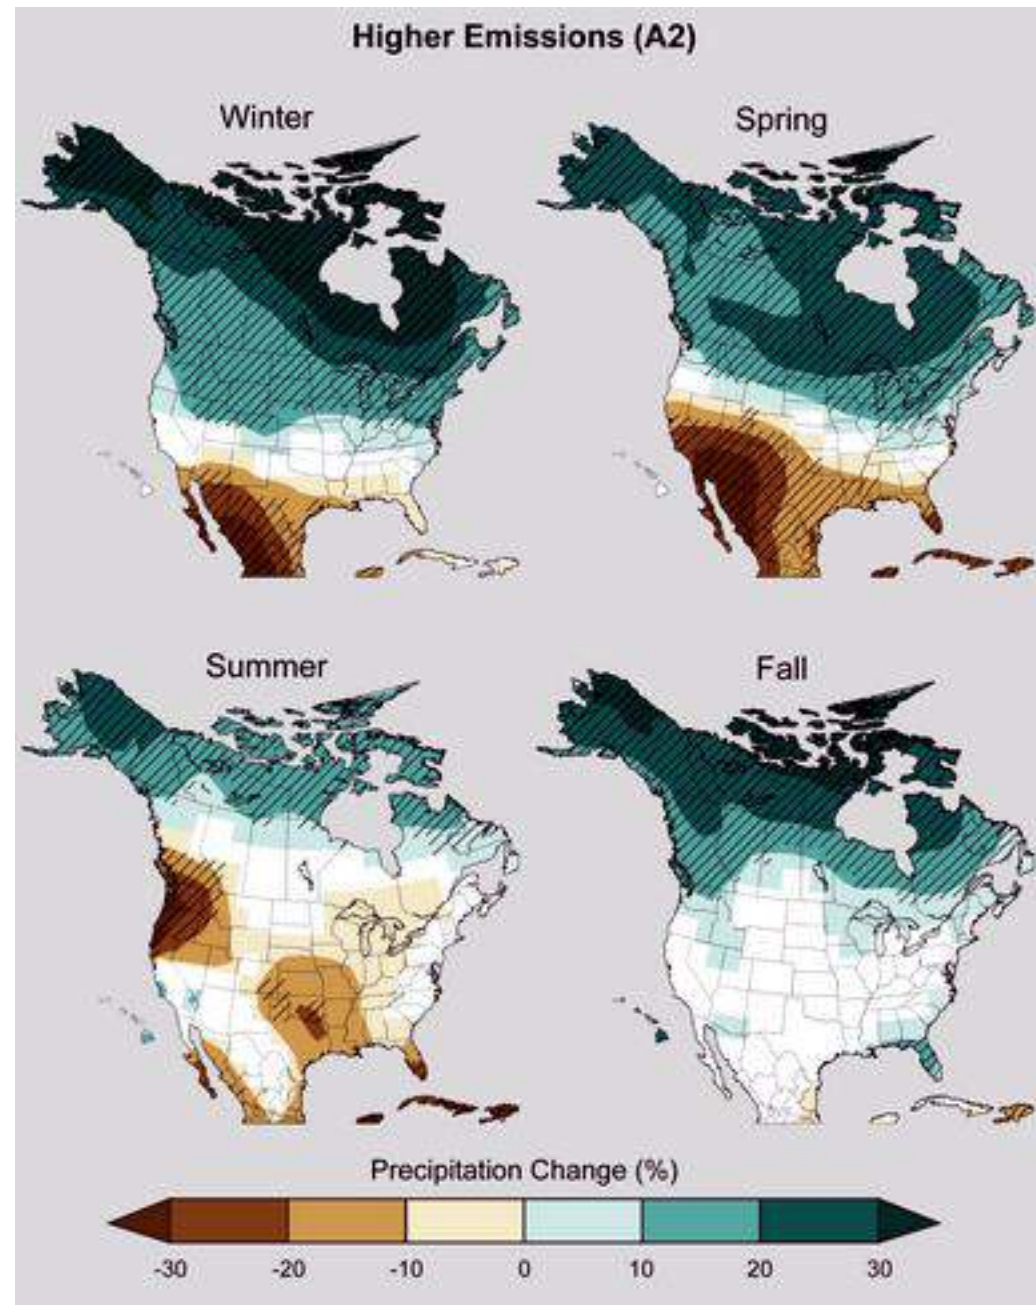 Higher Emissions (A2)
Winter
Spring
Summer
Fall
Precipitation Change (%)
-30 -20 -10 0 10 20 30